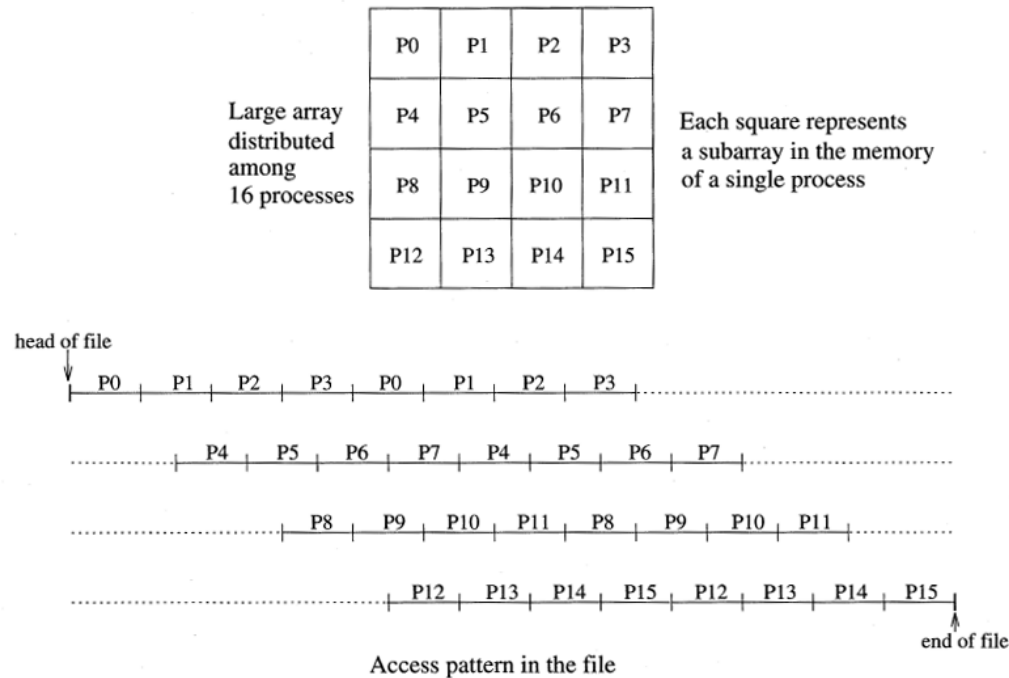 P0 P1 P2 P3
Large array
distributed
among
16 processes
P4 P5 P6 P7
Each square represents
a subarray in the memory
of a single process
P8 P9 P10 P11
P12 P13 P14 P15
head of file
P0 P1 P2 P3 P0 P1 P2 P3
P4 P5 P6 P7 P4 P5 P6 P7
P8 P9 P10 P11 P8 P9 P10 P11
P12 P13 P14 P15 P12 P13 P14 P15
end of file
Access pattern in the file